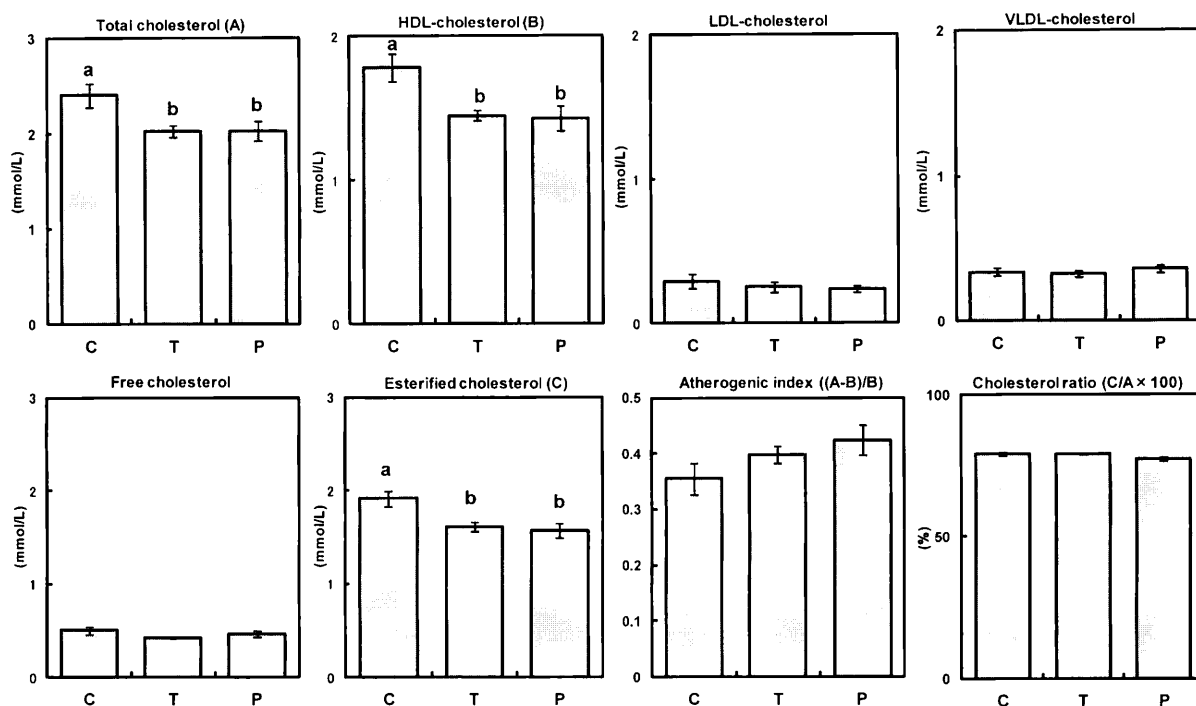 Total cholesterol (A)
3
2
1
0
(mmol/L)
a
b
b
C T P
HDL-cholesterol (B)
2
1
0
(mmol/L)
a
b
b
C T P
LDL-cholesterol
2
1
0
(mmol/L)
C T P
VLDL-cholesterol
2
1
0
(mmol/L)
C T P
Free cholesterol
3
2
1
0
(mmol/L)
C T P
Esterified cholesterol (C)
3
2
1
0
(mmol/L)
a
b
b
C T P
Atherogenic index ((A-B)/B)
0.5
0.4
0.3
0.2
0.1
0
C T P
Cholesterol ratio (C/A × 100)
100
50
0
(%)
C T P